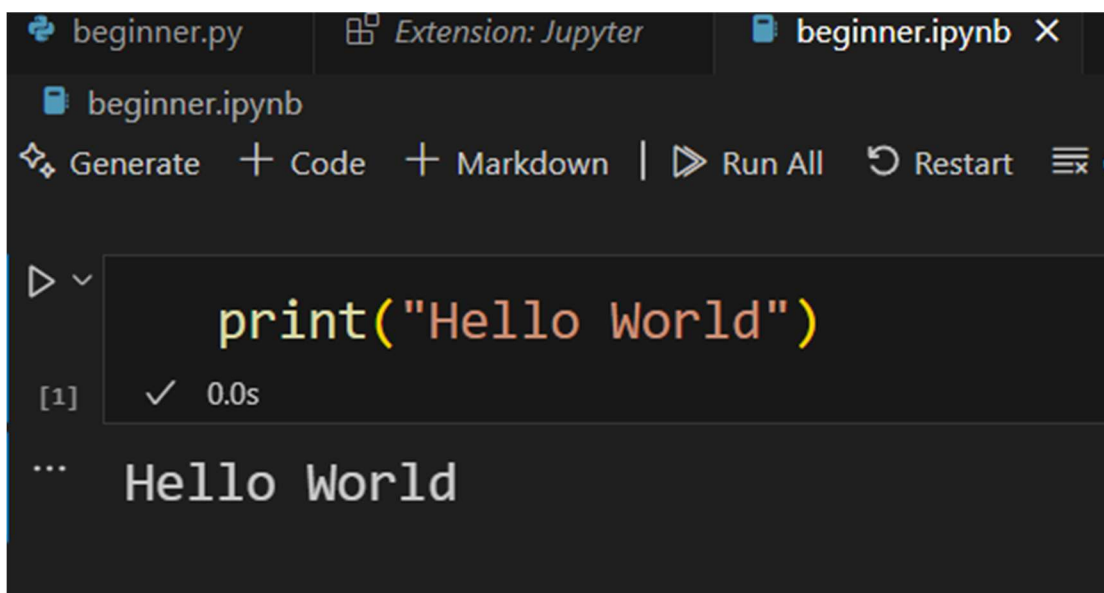 beginner.py Extension: Jupyter beginner.ipynb
beginner.ipynb
Generate + Code + Markdown | Run All Restart
print("Hello World")
[1] 0.0s
...
Hello World